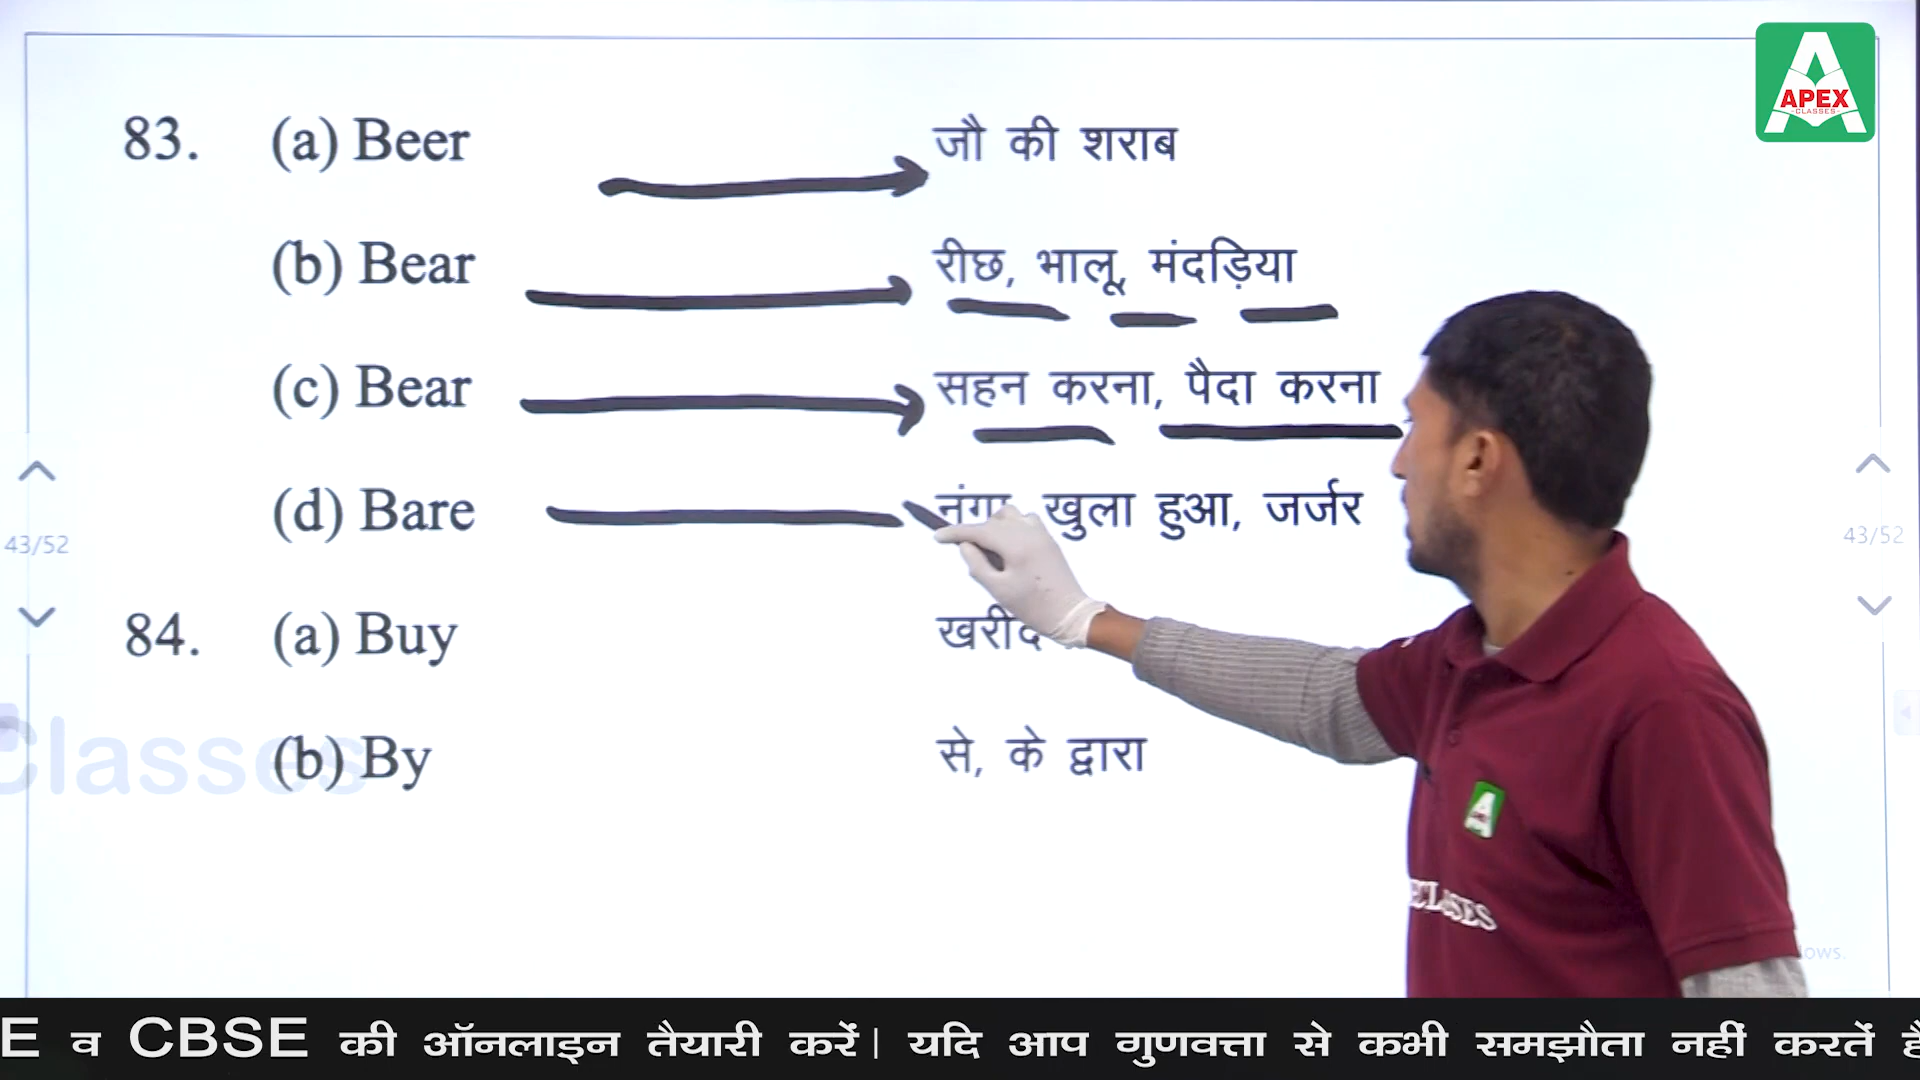 APEX
CLASSES
83. (a) Beer जौ की शराब
(b) Bear रीछ, भालू, मंदड़िया
(c) Bear सहन करना, पैदा करना
(d) Bare नंगा, खुला हुआ, जर्जर
43/52 43/52
84. (a) Buy
(b) By से, के द्वारा
Classes
E व CBSE की ऑनलाइन तैयारी करें| यदि आप गुणवत्ता से कभी समझौता नहीं करतें